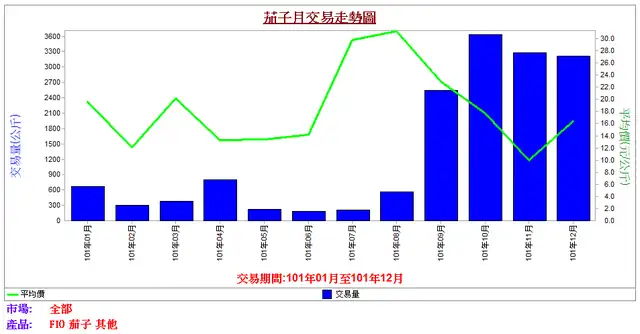 茄子月交易走勢圖
交易量(公斤)
3600
3300
3000
2700
2400
2100
1800
1500
1200
900
600
300
0
30.0
28.0
26.0
24.0
22.0
20.0
18.0
16.0
14.0
12.0
10.0
8.0
6.0
4.0
2.0
0.0
平均價(元/公斤)
101年01月
101年02月
101年03月
101年04月
101年05月
101年06月
101年07月
101年08月
101年09月
101年10月
101年11月
101年12月
交易期間:101年01月至101年12月
平均價 交易量
市場: 全部
產品: FI0 茄子 其他